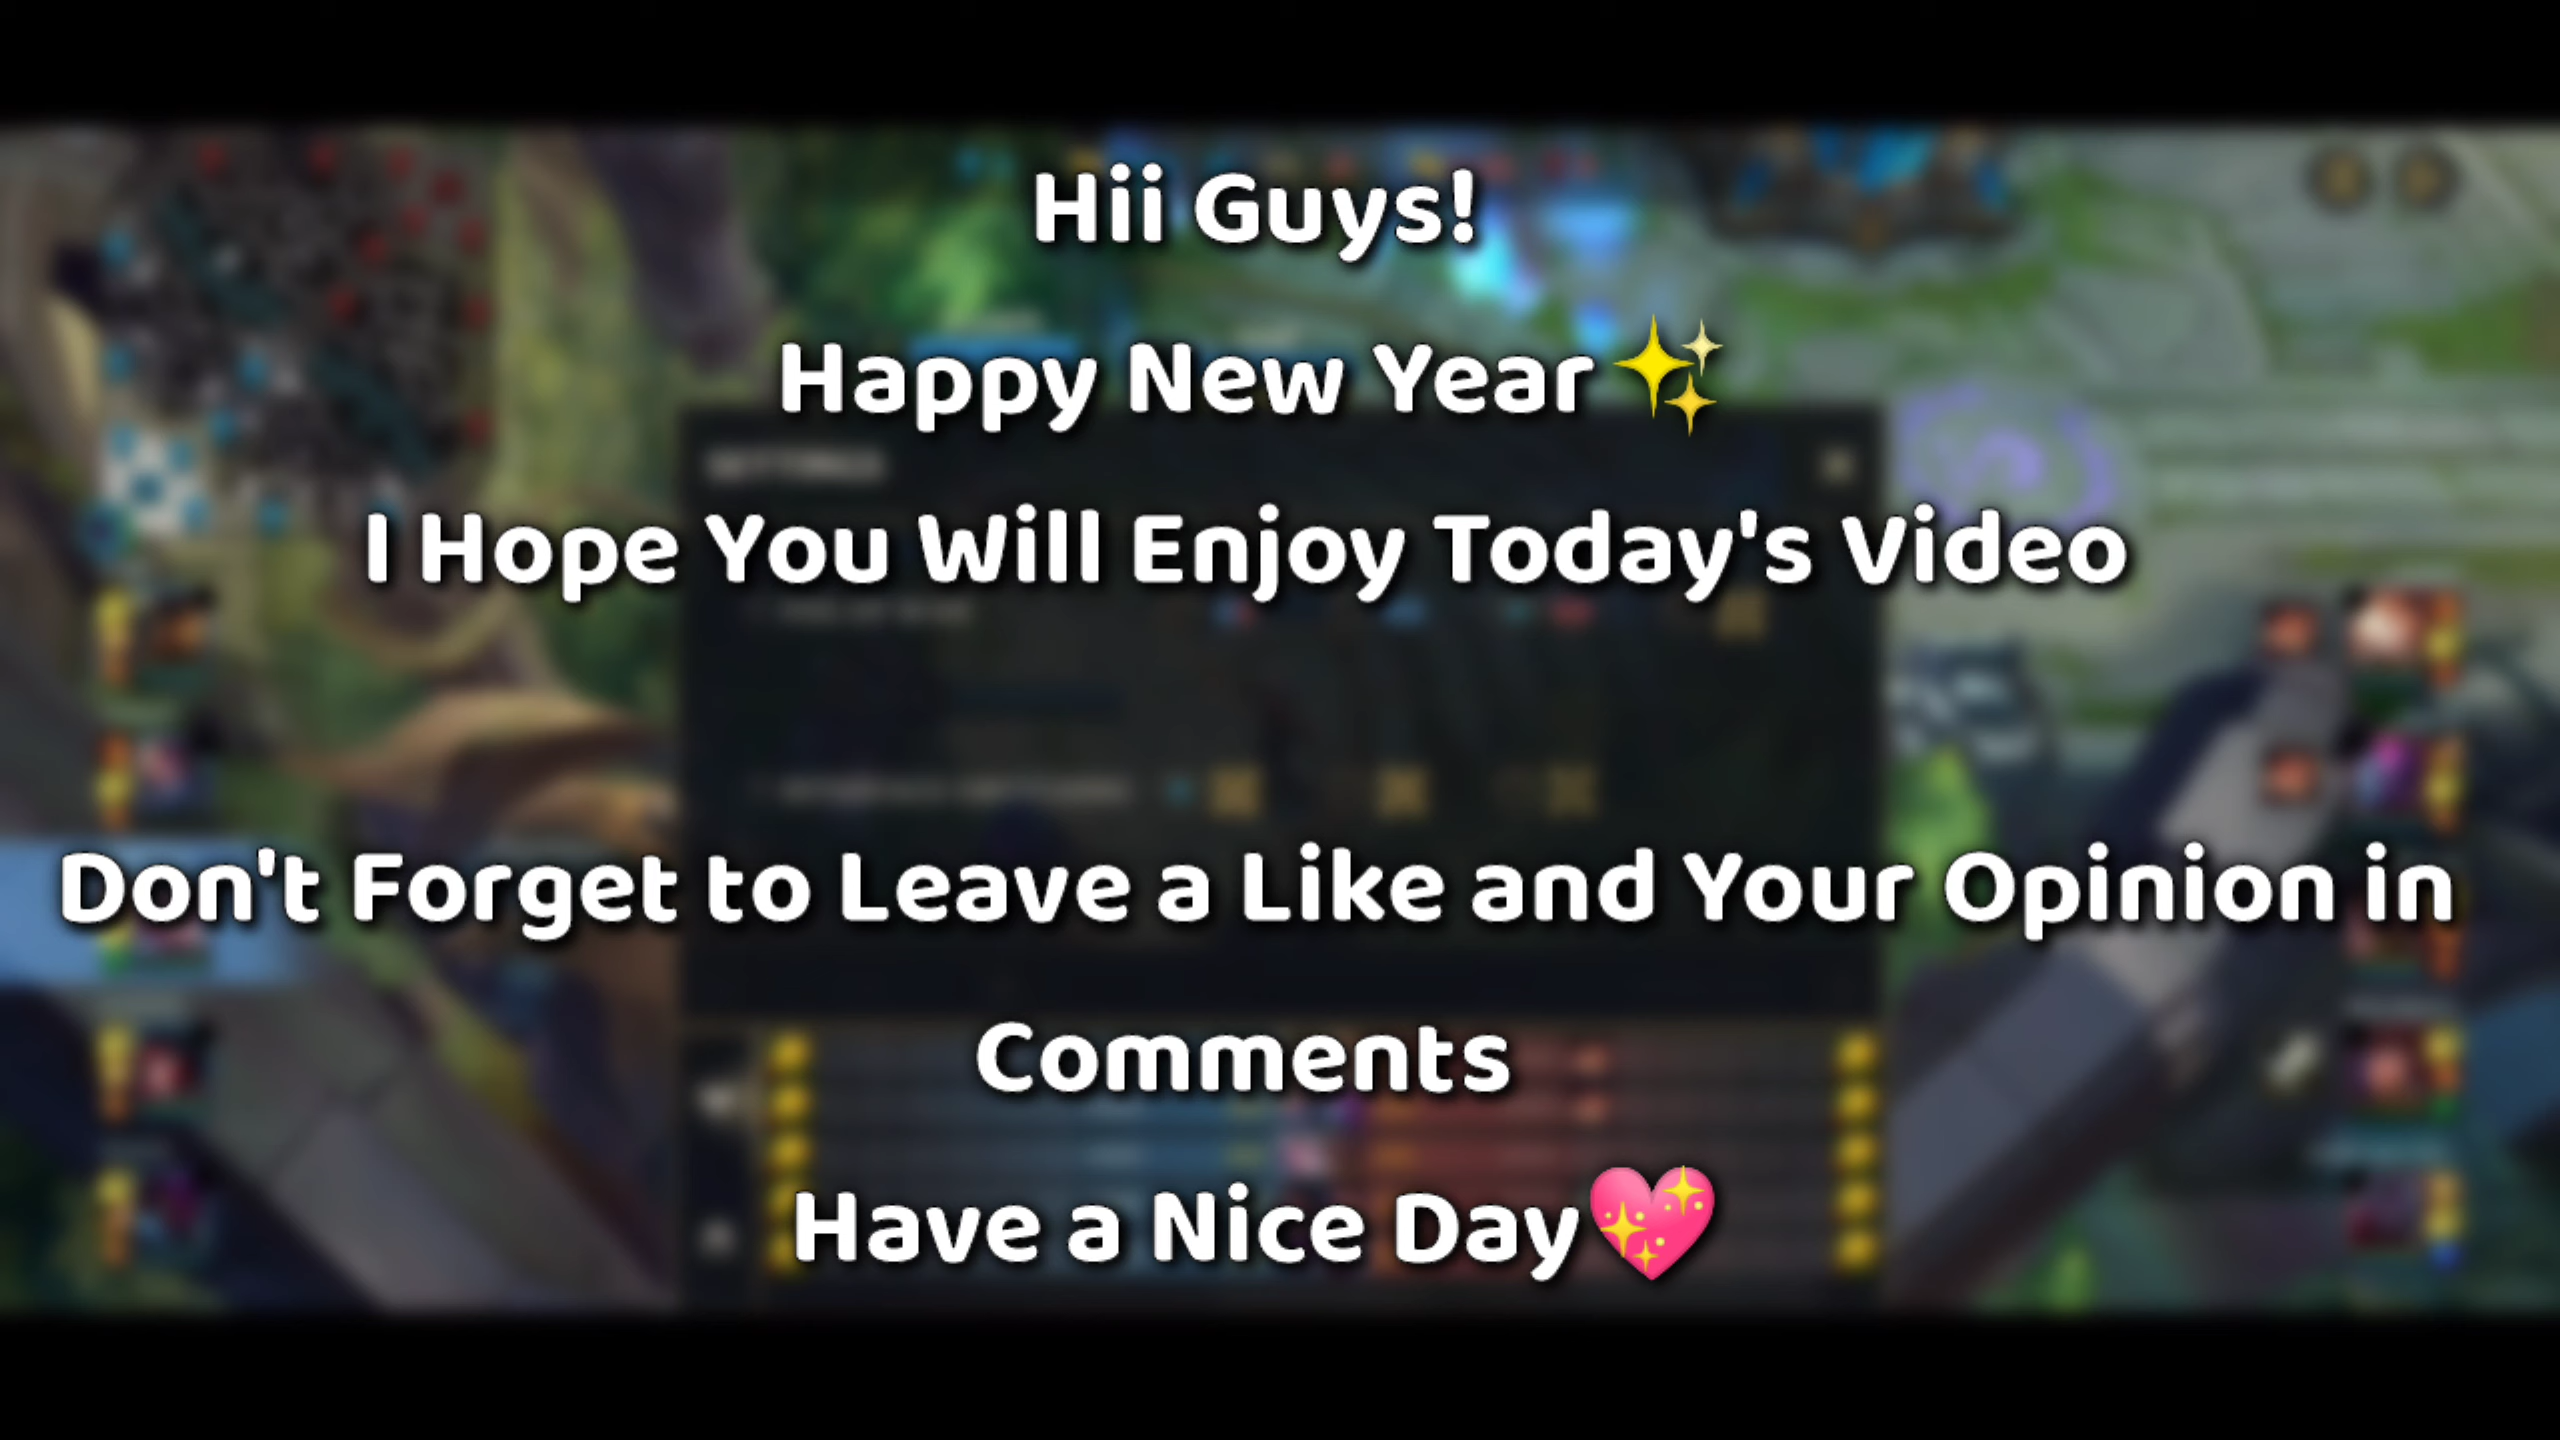 Hii Guys!
Happy New Year ✨
I Hope You Will Enjoy Today's Video
Don't Forget to Leave a Like and Your Opinion in
Comments
Have a Nice Day💖